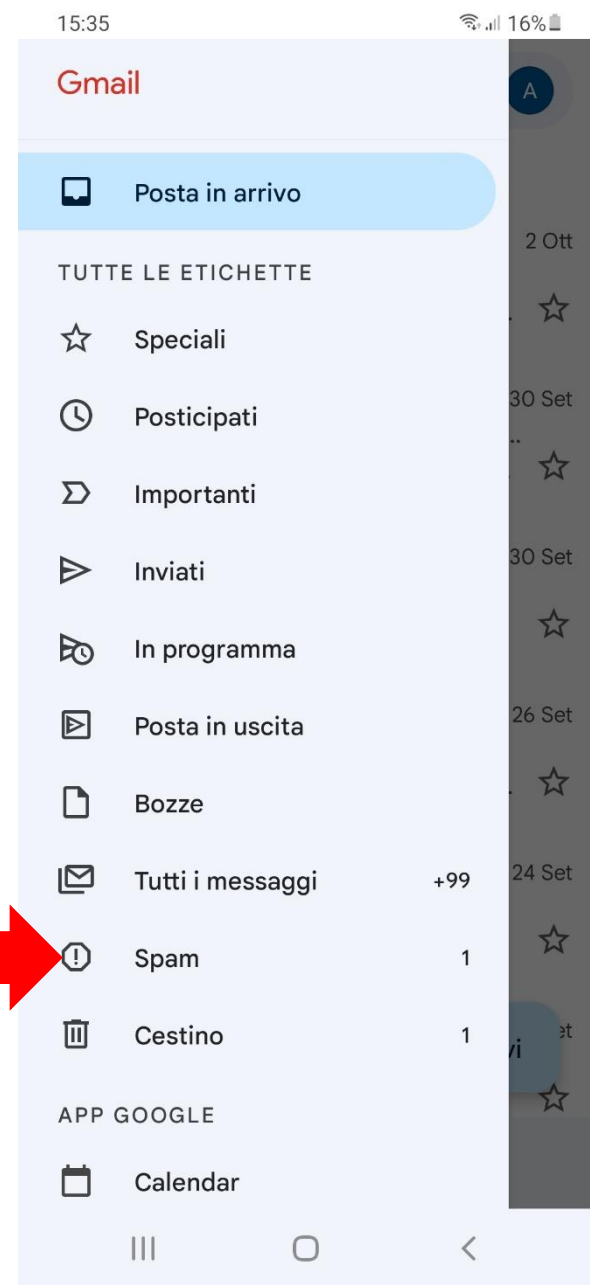 15:35
16%
Gmail
A
Posta in arrivo
2 Ott
TUTTE LE ETICHETTE
Speciali
30 Set
Posticipati
..
Importanti
30 Set
Inviati
In programma
26 Set
Posta in uscita
Bozze
24 Set
Tutti i messaggi +99
Spam 1
Cestino 1
vi
et
APP GOOGLE
Calendar